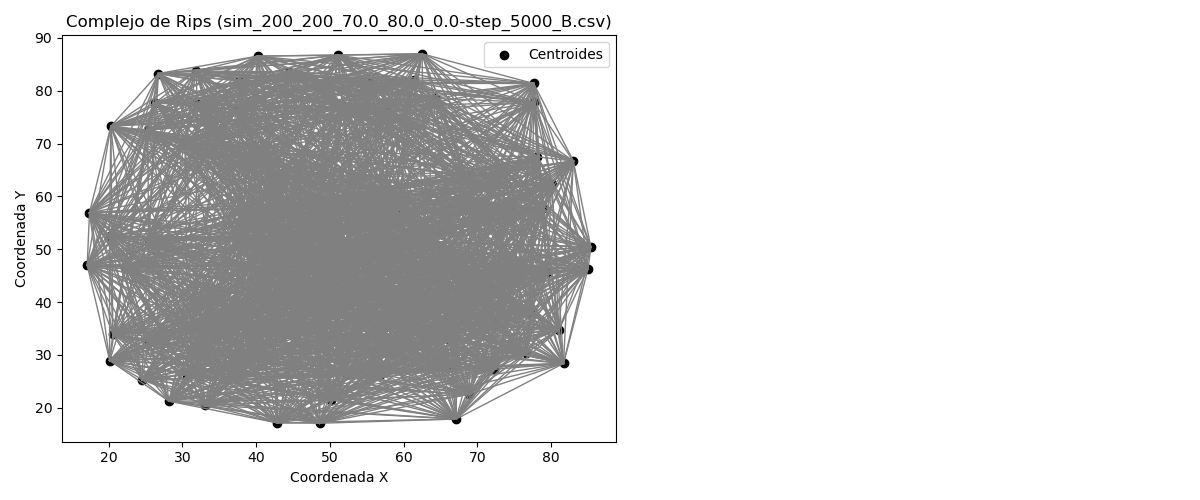 Complejo de Rips (sim_200_200_70.0_80.0_0.0-step_5000_B.csv)
Centroides
90
80
70
60
50
40
30
20
Coordenada Y
20 30 40 50 60 70 80
Coordenada X